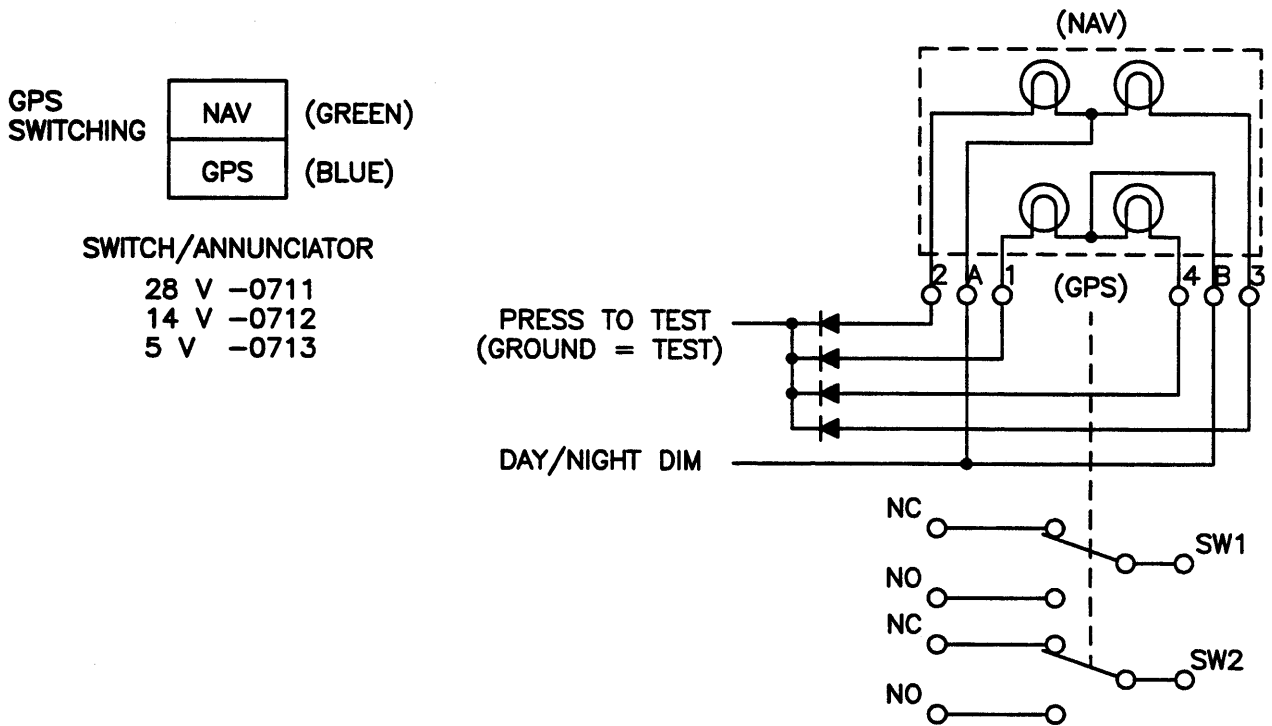 (NAV)
GPS
SWITCHING
NAV (GREEN)
GPS (BLUE)
SWITCH/ANNUNCIATOR
28 V -0711
14 V -0712
5 V -0713
2 A 1 (GPS) 4 B 3
PRESS TO TEST
(GROUND = TEST)
DAY/NIGHT DIM
NC
SW1
NO
NC
SW2
NO